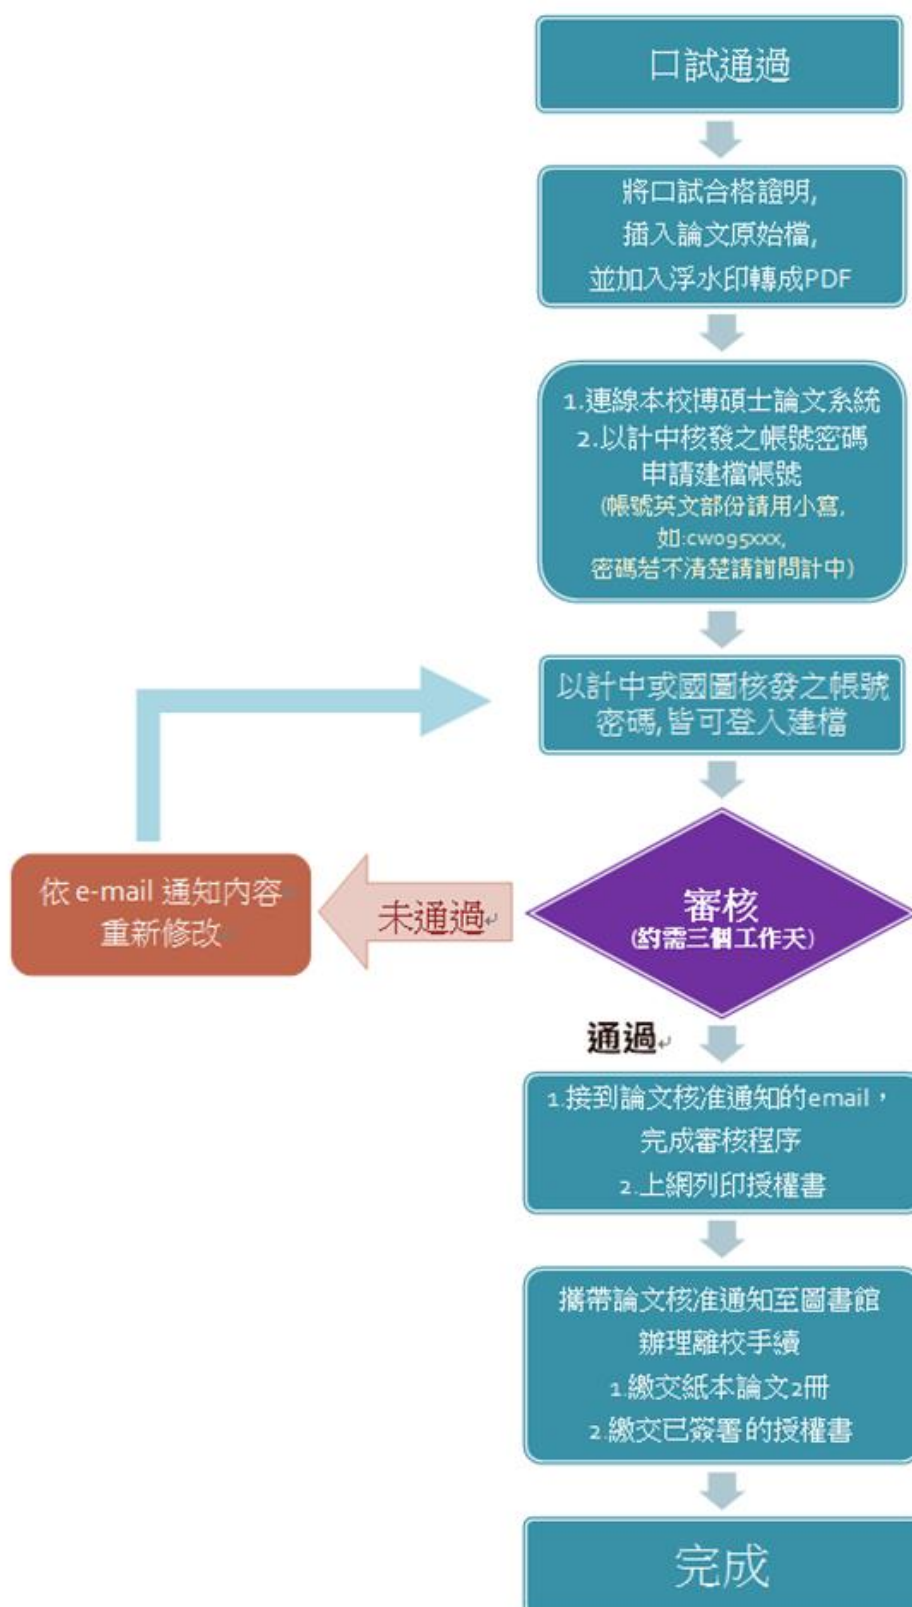 口試通過
將口試合格證明,
插入論文原始檔,
並加入浮水印轉成PDF
1.連線本校博碩士論文系統
2.以計中核發之帳號密碼
申請建檔帳號
(帳號英文部份請用小寫,
如:cw095xxx,
密碼若不清楚請詢問計中)
以計中或國圖核發之帳號
密碼,皆可登入建檔
審核
(約需三個工作天)
未通過
依 e-mail 通知內容
重新修改
通過
1.接到論文核准通知的email，
完成審核程序
2.上網列印授權書
攜帶論文核准通知至圖書館
辦理離校手續
1.繳交紙本論文2冊
2.繳交已簽署的授權書
完成